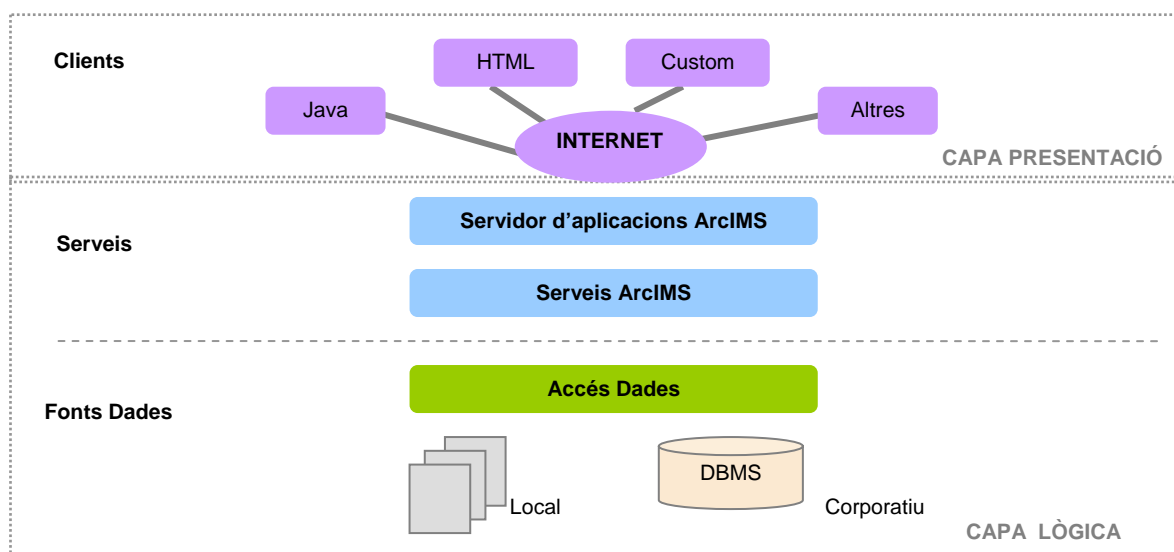 Clients
HTML
Custom
Java
Altres
INTERNET
CAPA PRESENTACIÓ
Servidor d'aplicacions ArcIMS
Serveis
Serveis ArcIMS
Accés Dades
Fonts Dades
DBMS
Local
Corporatiu
CAPA LÒGICA